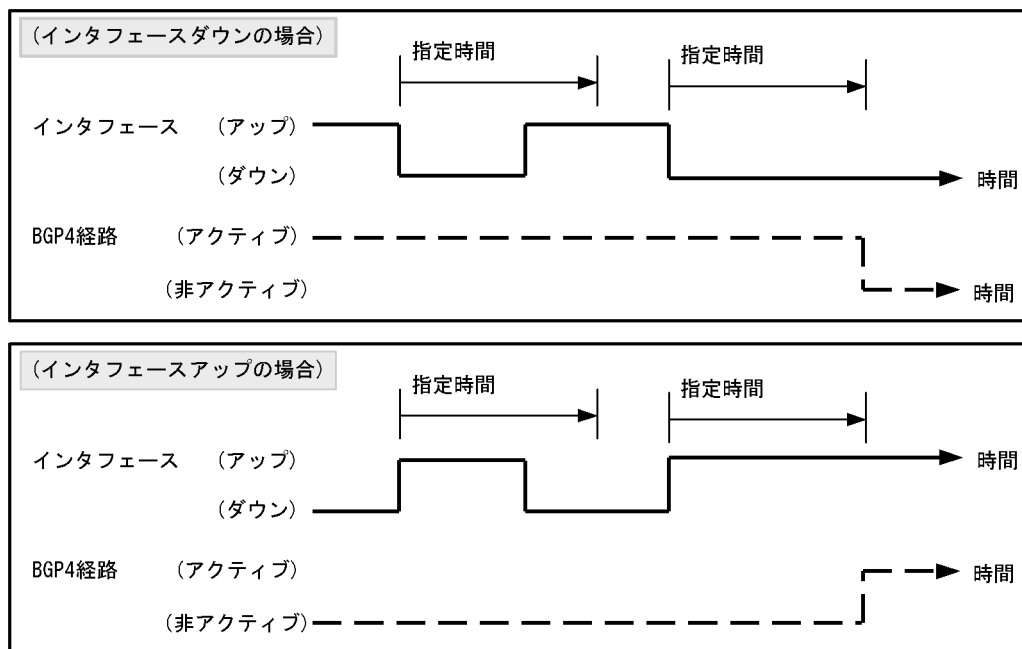 (インタフェースダウンの場合)
指定時間
指定時間
インタフェース (アップ)
(ダウン)
時間
BGP4経路 (アクティブ)
(非アクティブ)
時間
(インタフェースアップの場合)
指定時間
指定時間
インタフェース (アップ)
時間
(ダウン)
BGP4経路 (アクティブ)
時間
(非アクティブ)